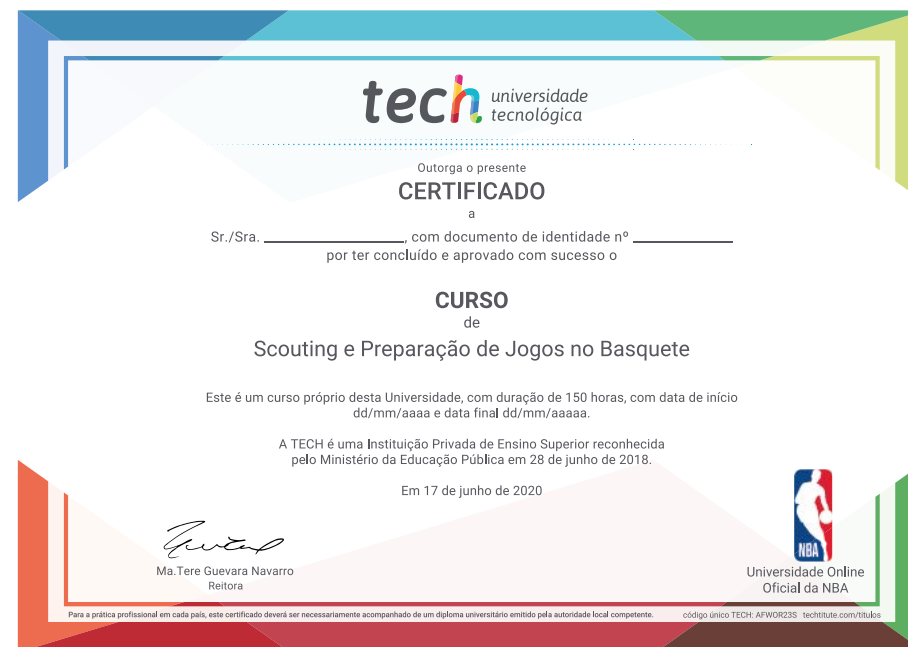 tech universidade
tecnológica
Outorga o presente
CERTIFICADO
a
Sr./Sra. ____________________, com documento de identidade nº ______________
por ter concluído e aprovado com sucesso o
CURSO
de
Scouting e Preparação de Jogos no Basquete
Este é um curso próprio desta Universidade, com duração de 150 horas, com data de início
dd/mm/aaaa e data final dd/mm/aaaaa.
A TECH é uma Instituição Privada de Ensino Superior reconhecida
pelo Ministério da Educação Pública em 28 de junho de 2018.
Em 17 de junho de 2020
Ma.Tere Guevara Navarro
Reitora
NBA
Universidade Online
Oficial da NBA
Para a prática profissional em cada país, este certificado deverá ser necessariamente acompanhado de um diploma universitário emitido pela autoridade local competente. código único TECH: AFWOR23S techtitute.com/titulos